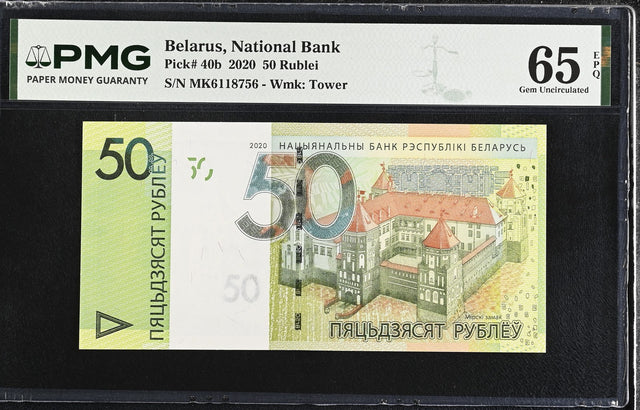 PMG
PAPER MONEY GUARANTY
Belarus, National Bank
Pick# 40b 2020 50 Rublei
S/N MK6118756 - Wmk: Tower
65 EPQ
Gem Uncirculated
50
2020 НАЦЫЯНАЛЬНЫ БАНК РЭСПУБЛІКІ БЕЛАРУСЬ
50
ПЯЦЬДЗЯСЯТ РУБЛЁЎ
50
Мірскі замак
ПЯЦЬДЗЯСЯТ РУБЛЁЎ